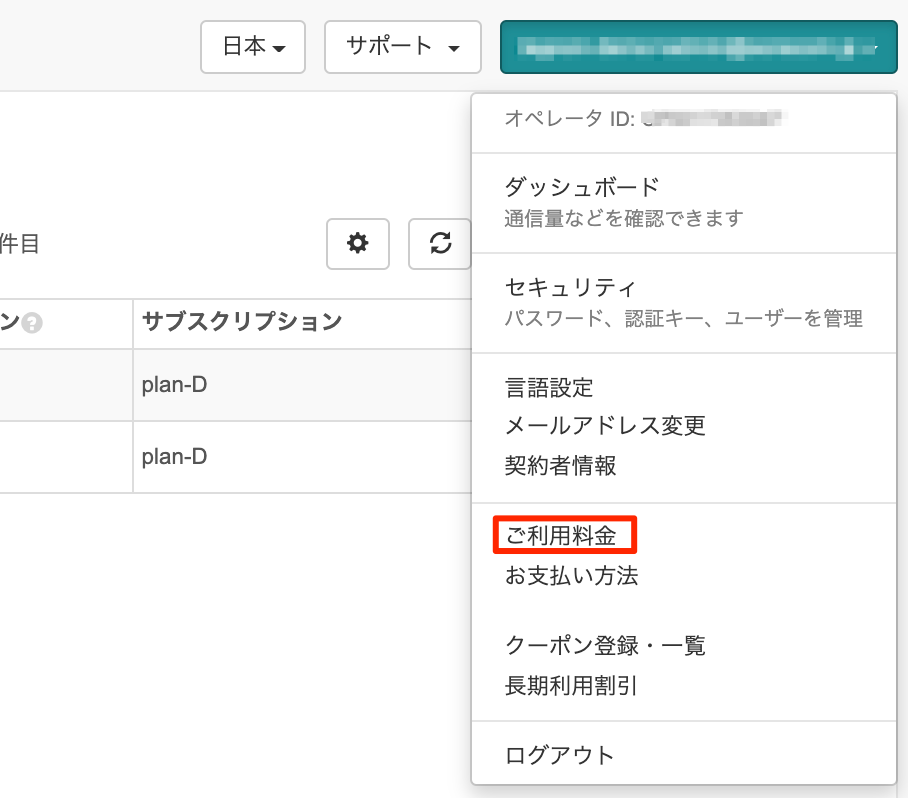 日本
サポート
オペレータ ID:
ダッシュボード
通信量などを確認できます
件目
セキュリティ
パスワード、認証キー、ユーザーを管理
ン?
サブスクリプション
plan-D
言語設定
メールアドレス変更
plan-D
契約者情報
ご利用料金
お支払い方法
クーポン登録・一覧
長期利用割引
ログアウト